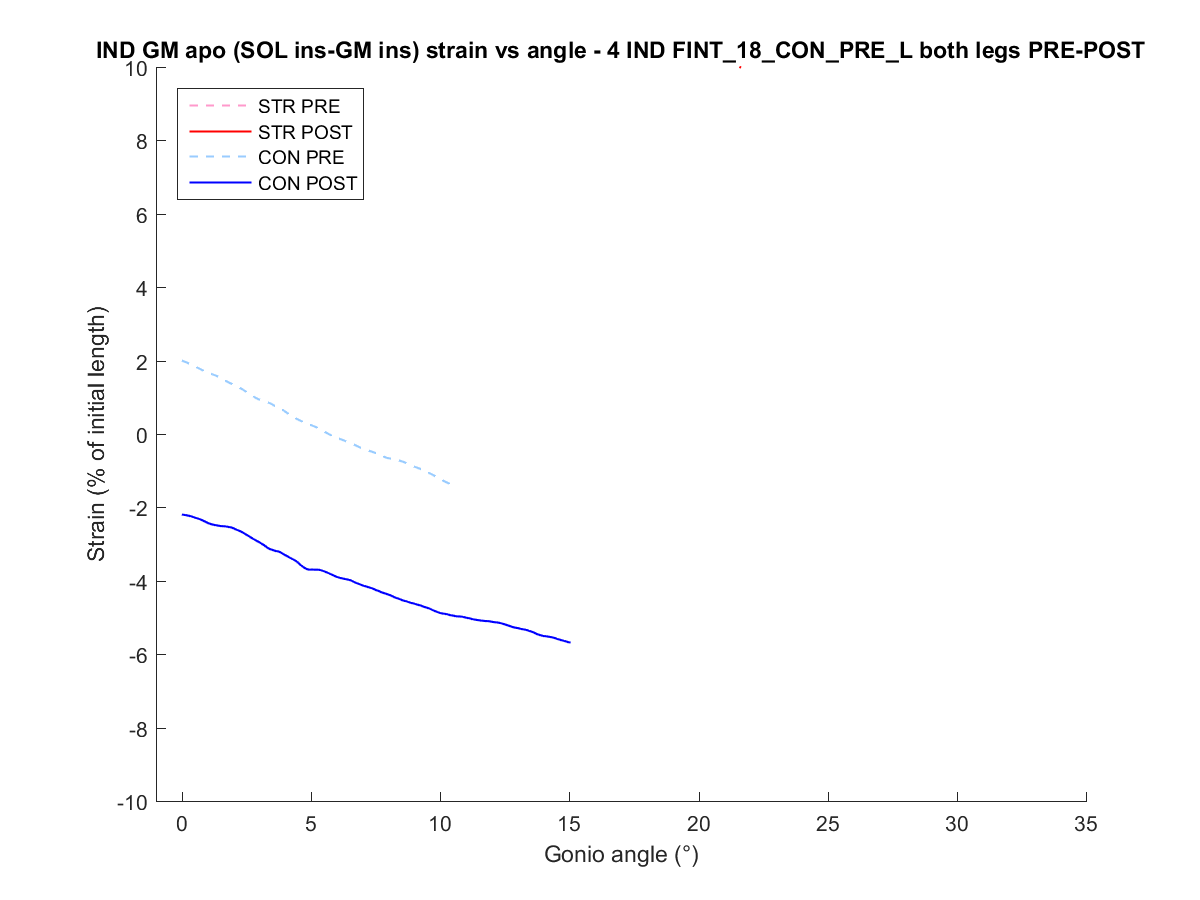 IND GM apo (SOL ins-GM ins) strain vs angle - 4 IND FINT_18_CON_PRE_L both legs PRE-POST
10
8
6
4
2
0
-2
-4
-6
-8
-10
STR PRE
STR POST
CON PRE
CON POST
Strain (% of initial length)
0 5 10 15 20 25 30 35
Gonio angle (°)